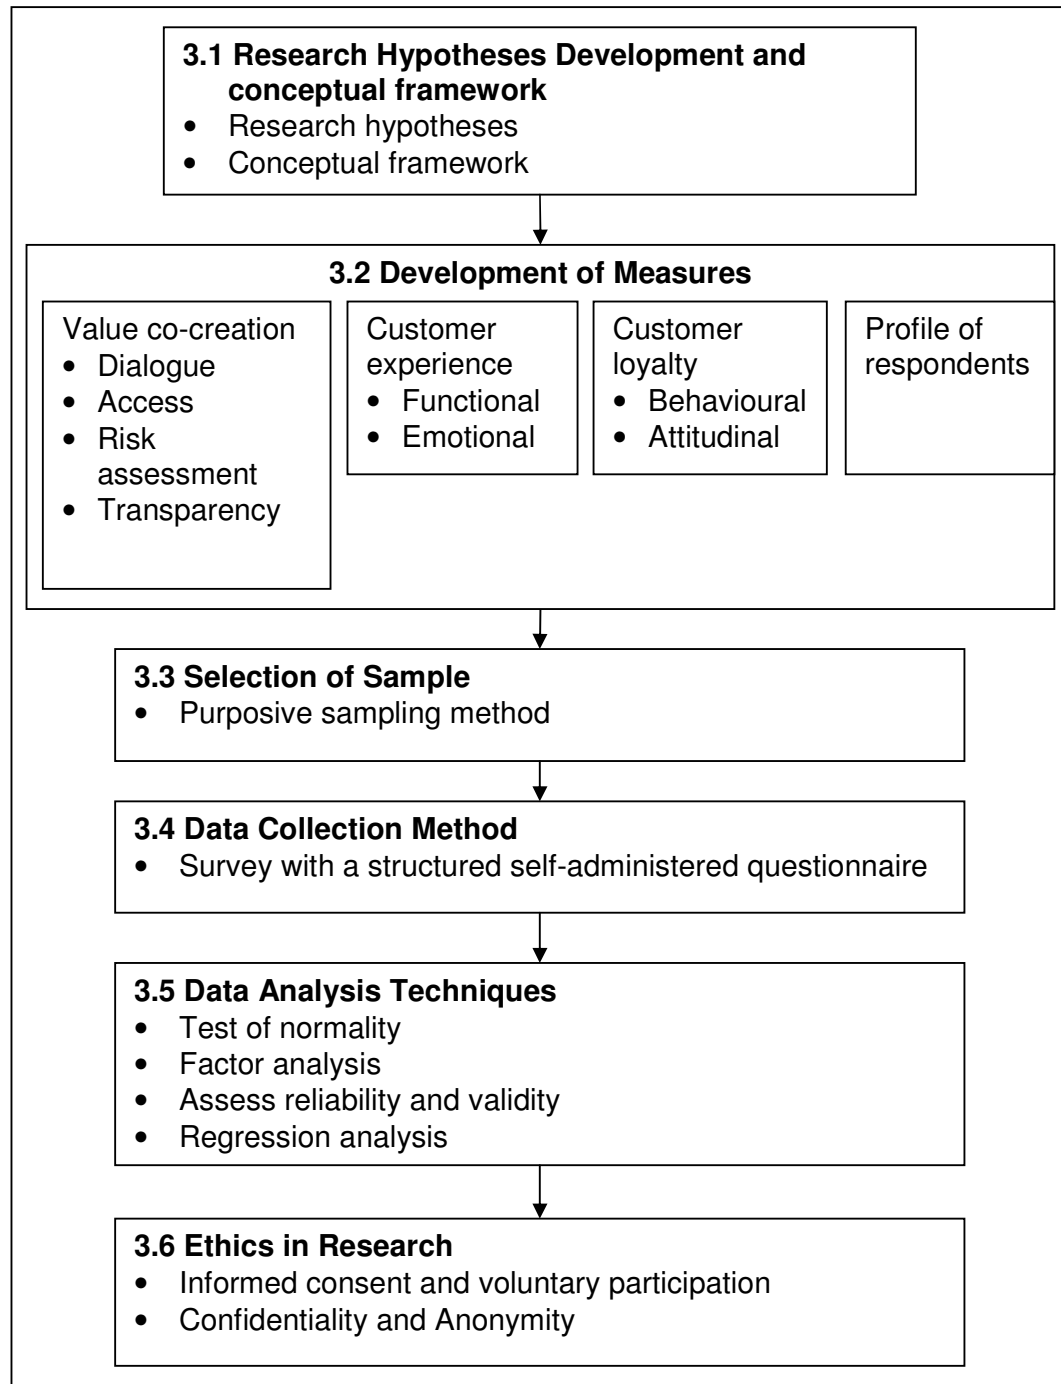 3.1 Research Hypotheses Development and
conceptual framework
• Research hypotheses
• Conceptual framework
3.2 Development of Measures
Value co-creation
• Dialogue
• Access
• Risk
assessment
• Transparency
Customer
experience
• Functional
• Emotional
Customer
loyalty
• Behavioural
• Attitudinal
Profile of
respondents
3.3 Selection of Sample
• Purposive sampling method
3.4 Data Collection Method
• Survey with a structured self-administered questionnaire
3.5 Data Analysis Techniques
• Test of normality
• Factor analysis
• Assess reliability and validity
• Regression analysis
3.6 Ethics in Research
• Informed consent and voluntary participation
• Confidentiality and Anonymity